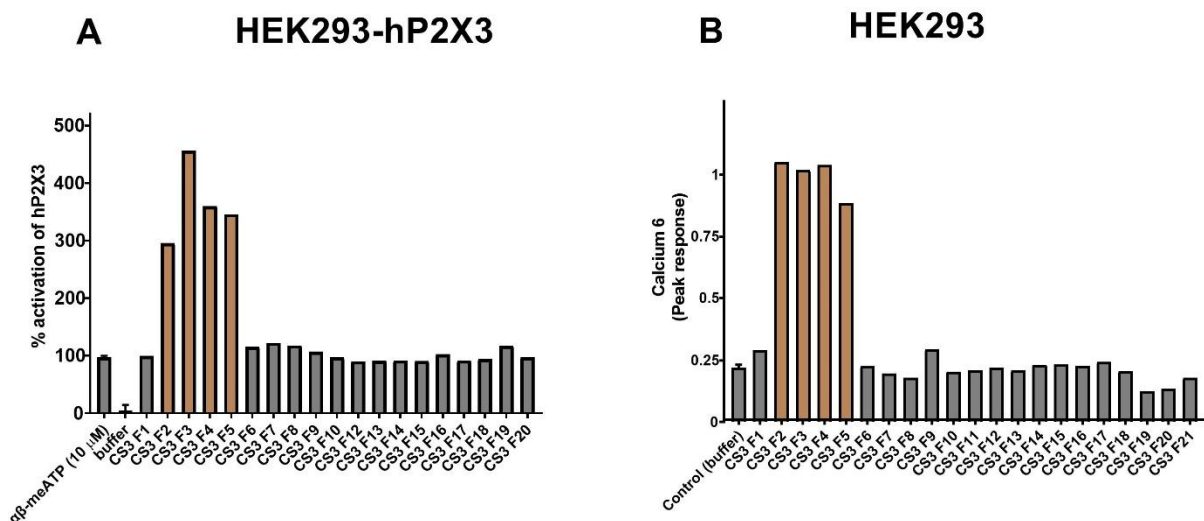 A
HEK293-hP2X3
% activation of hP2X3
500
400
300
200
100
0
αβ-meATP (10 μM)
buffer
CS3 F1
CS3 F2
CS3 F3
CS3 F4
CS3 F5
CS3 F6
CS3 F7
CS3 F8
CS3 F9
CS3 F10
CS3 F12
CS3 F13
CS3 F14
CS3 F15
CS3 F16
CS3 F17
CS3 F18
CS3 F19
CS3 F20
B
HEK293
Calcium 6
(Peak response)
1
0.5
0.25
0
Control (buffer)
CS3 F1
CS3 F2
CS3 F3
CS3 F4
CS3 F5
CS3 F6
CS3 F7
CS3 F8
CS3 F9
CS3 F10
CS3 F11
CS3 F12
CS3 F13
CS3 F14
CS3 F15
CS3 F16
CS3 F17
CS3 F18
CS3 F19
CS3 F20
CS3 F21